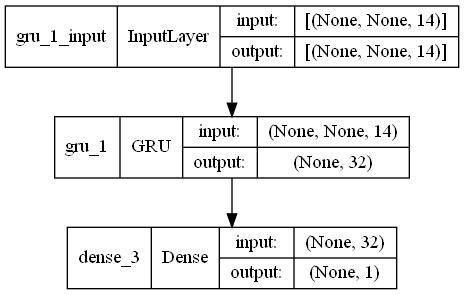 gru_1_input InputLayer input: [(None, None, 14)]
output: [(None, None, 14)]
gru_1 GRU input: (None, None, 14)
output: (None, 32)
dense_3 Dense input: (None, 32)
output: (None, 1)